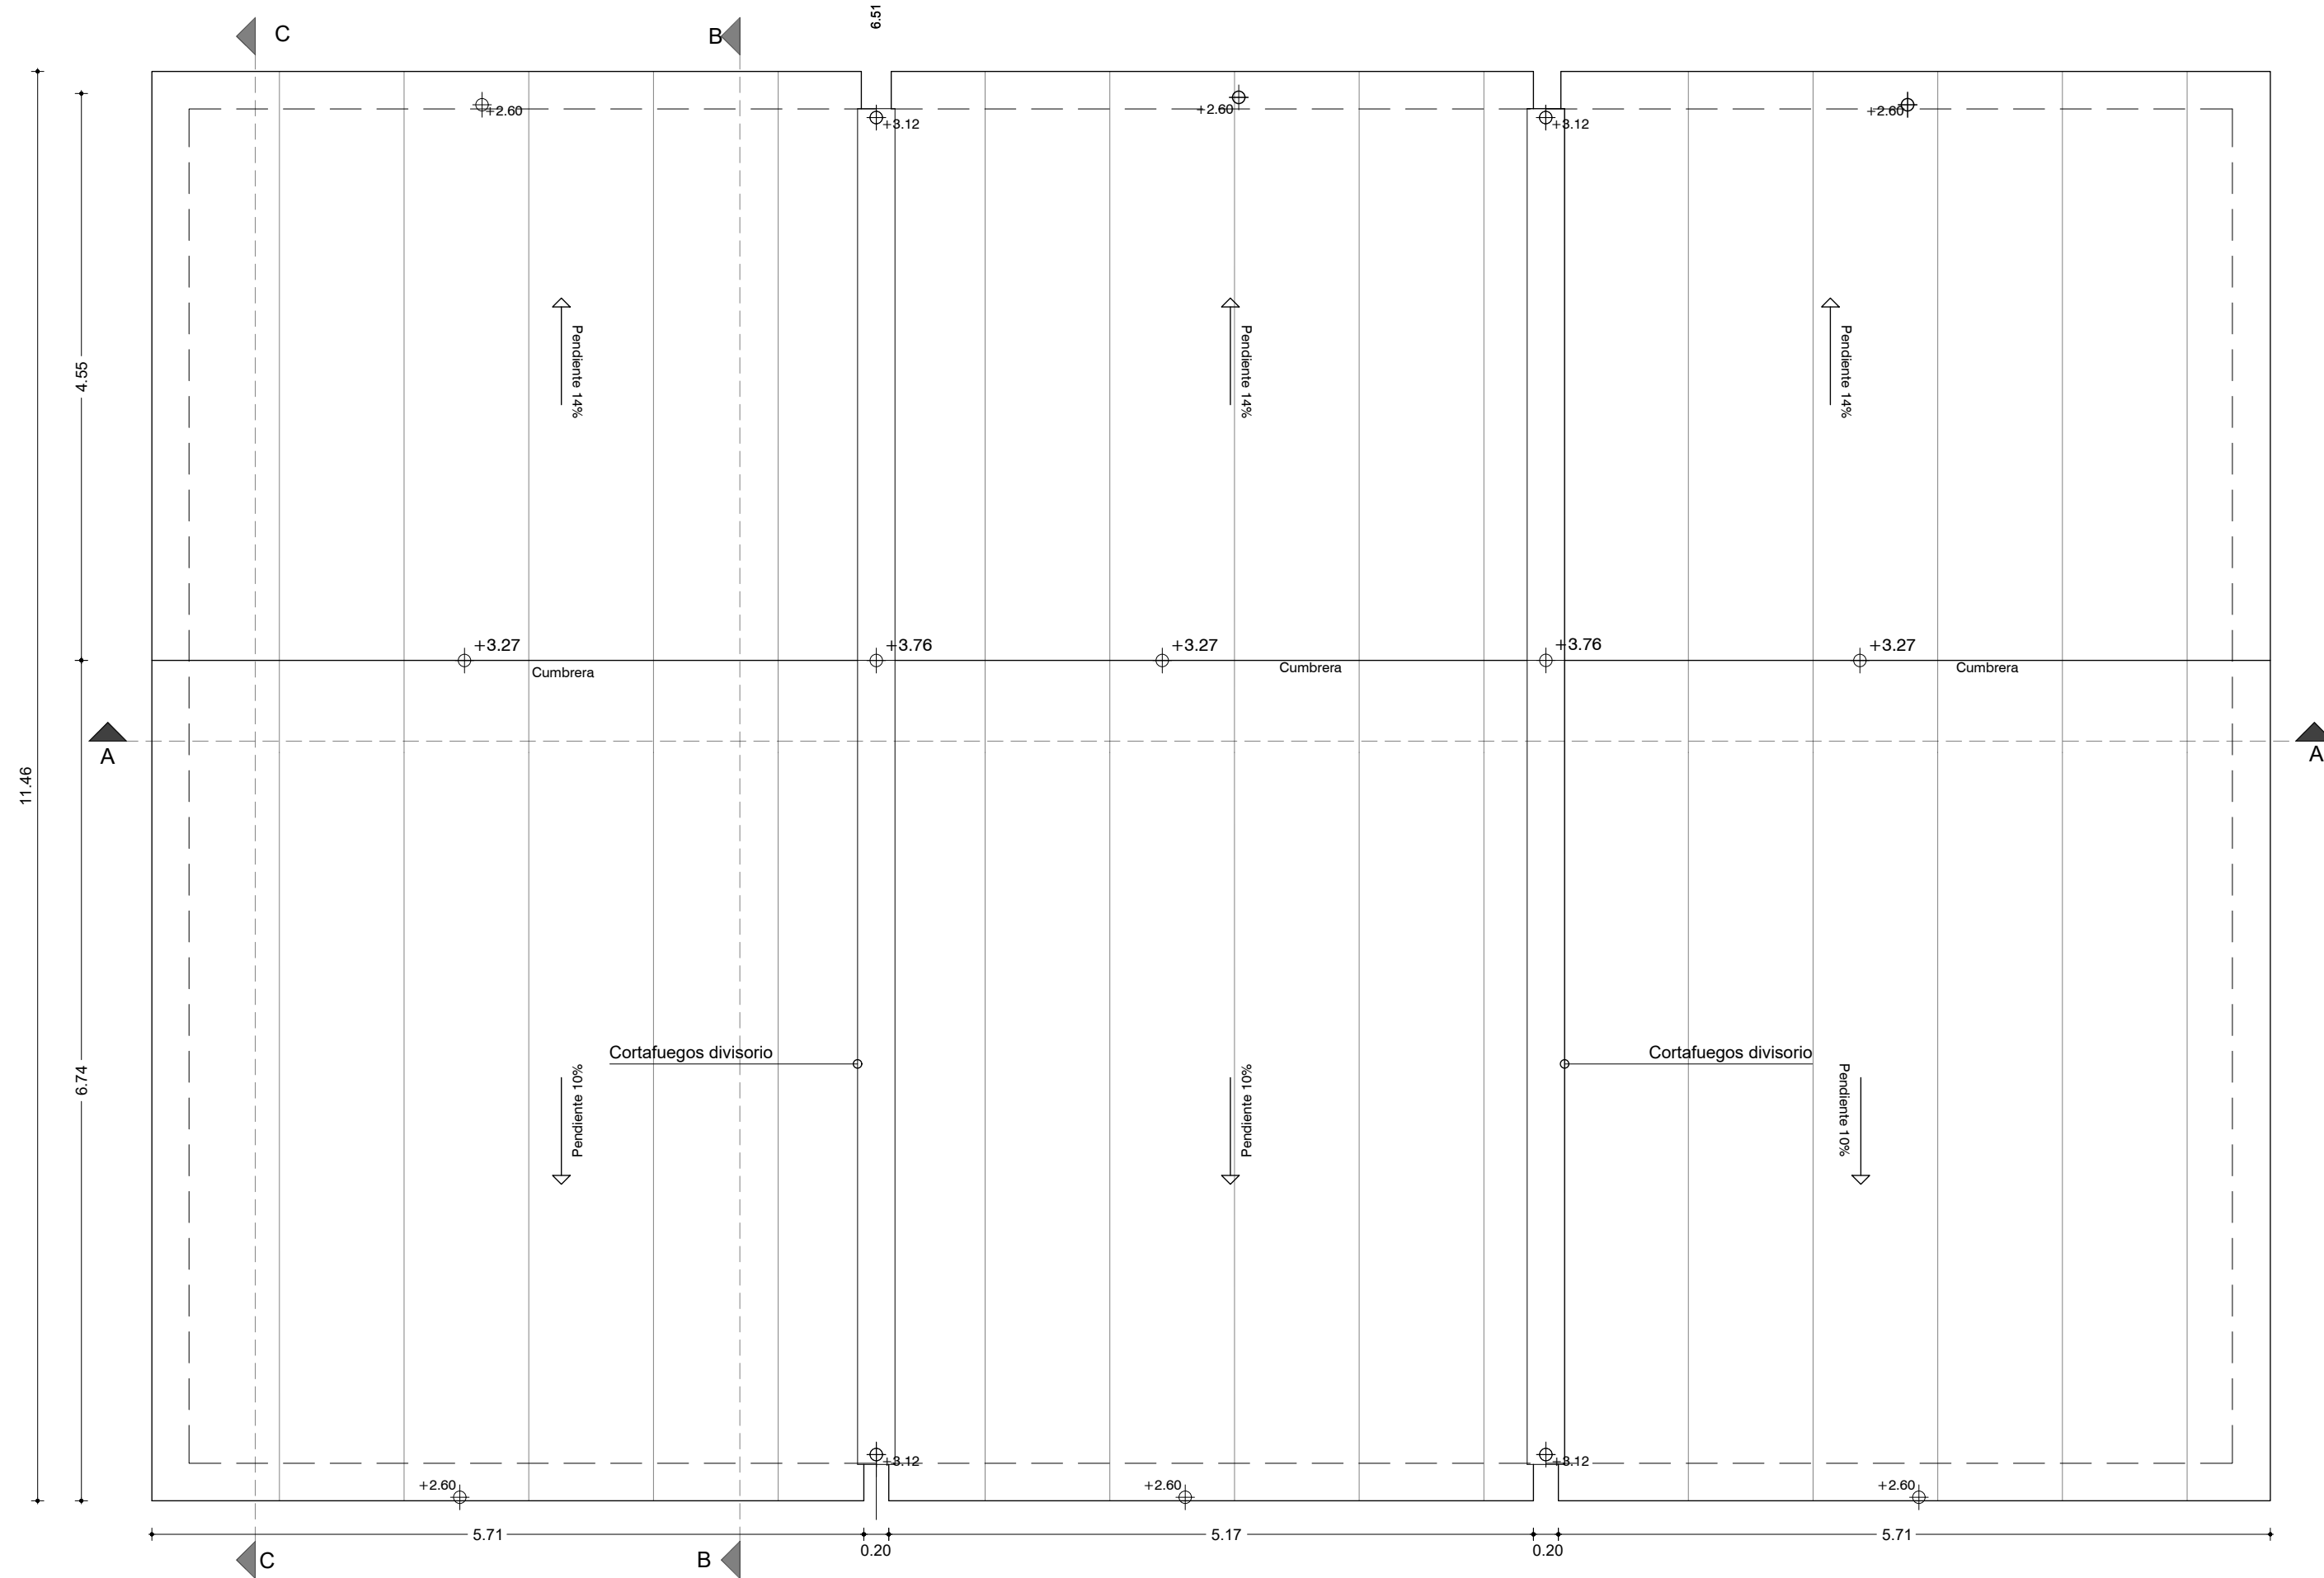 6.51
C
B
+2.60
+2.60
+2.60
+3.12
+3.12
4.55
Pendiente 14%
Pendiente 14%
Pendiente 14%
+3.27
+3.76
+3.27
+3.76
+3.27
Cumbrera
Cumbrera
Cumbrera
A
A
11.46
Cortafuegos divisorio
Cortafuegos divisorio
6.74
Pendiente 10%
Pendiente 10%
Pendiente 10%
+3.12
+3.12
+2.60
+2.60
+2.60
5.71
0.20
5.17
0.20
5.71
C
B